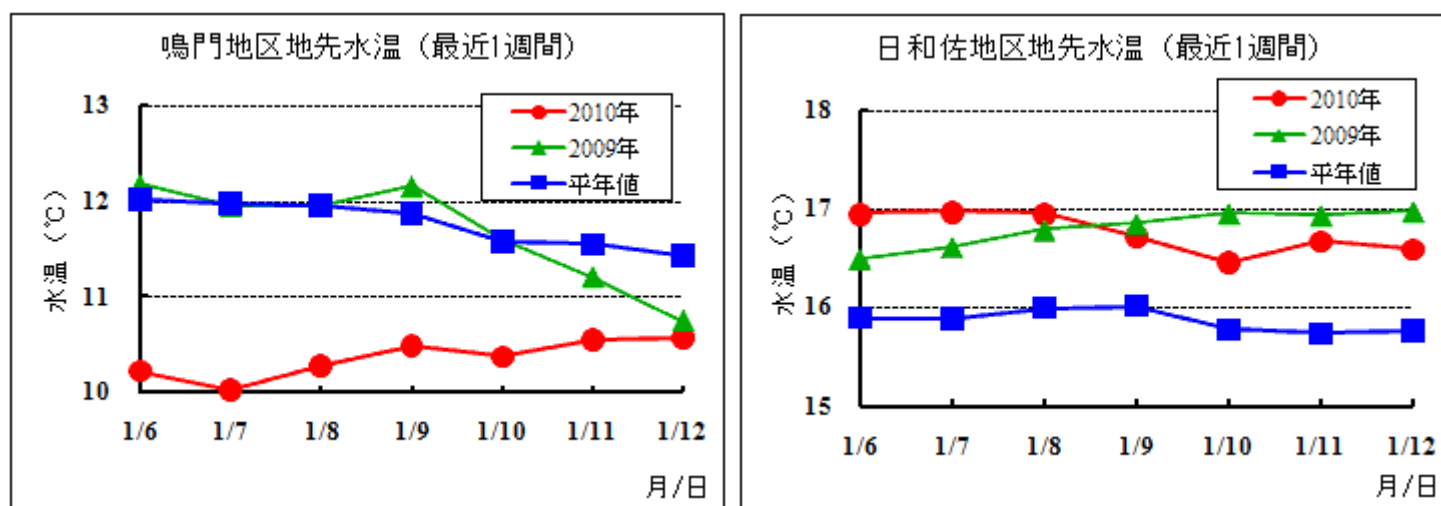 鳴門地区地先水温（最近1週間）
13
12
11
10
水温（℃）
2010年
2009年
平年値
1/6 1/7 1/8 1/9 1/10 1/11 1/12
月/日
日和佐地区地先水温（最近1週間）
18
17
16
15
水温（℃）
2010年
2009年
平年値
1/6 1/7 1/8 1/9 1/10 1/11 1/12
月/日